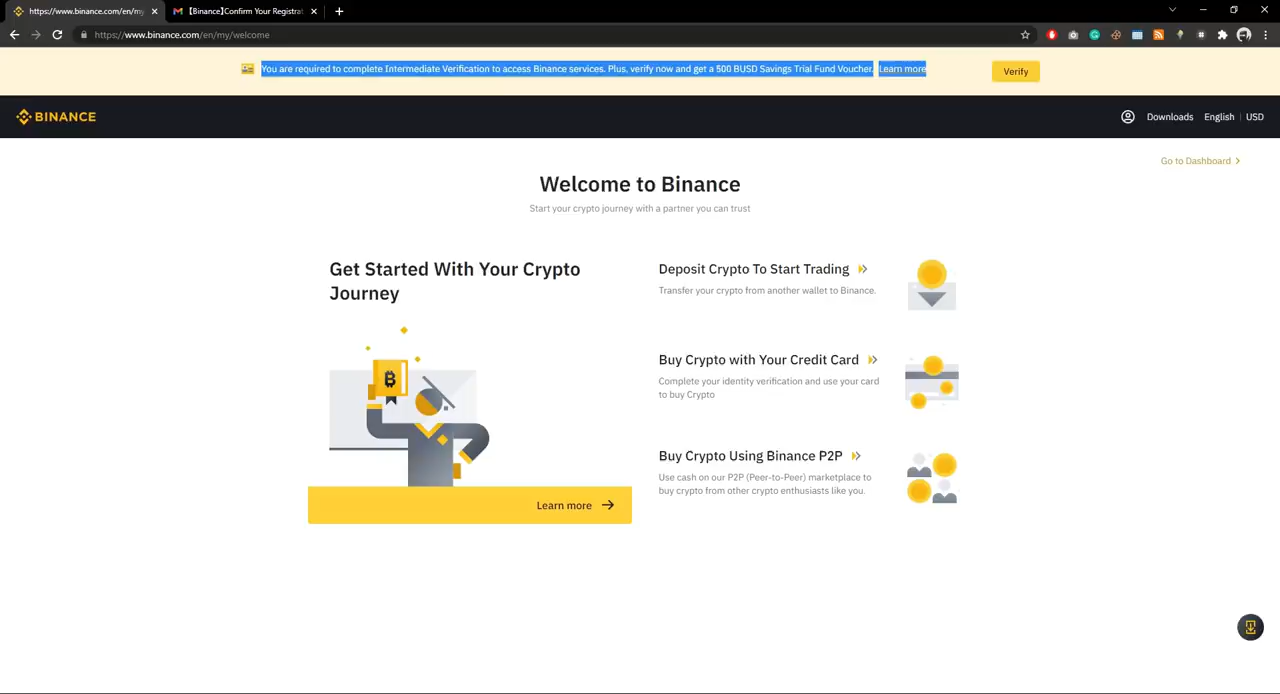 https://www.binance.com/en/my
【Binance】Confirm Your Registrat
https://www.binance.com/en/my/welcome
You are required to complete Intermediate Verification to access Binance services. Plus, verify now and get a 500 BUSD Savings Trial Fund Voucher. Learn more
Verify
BINANCE
Downloads English | USD
Go to Dashboard
Welcome to Binance
Start your crypto journey with a partner you can trust
Get Started With Your Crypto
Journey
Learn more
Deposit Crypto To Start Trading
Transfer your crypto from another wallet to Binance.
Buy Crypto with Your Credit Card
Complete your identity verification and use your card
to buy Crypto
Buy Crypto Using Binance P2P
Use cash on our P2P (Peer-to-Peer) marketplace to
buy crypto from other crypto enthusiasts like you.